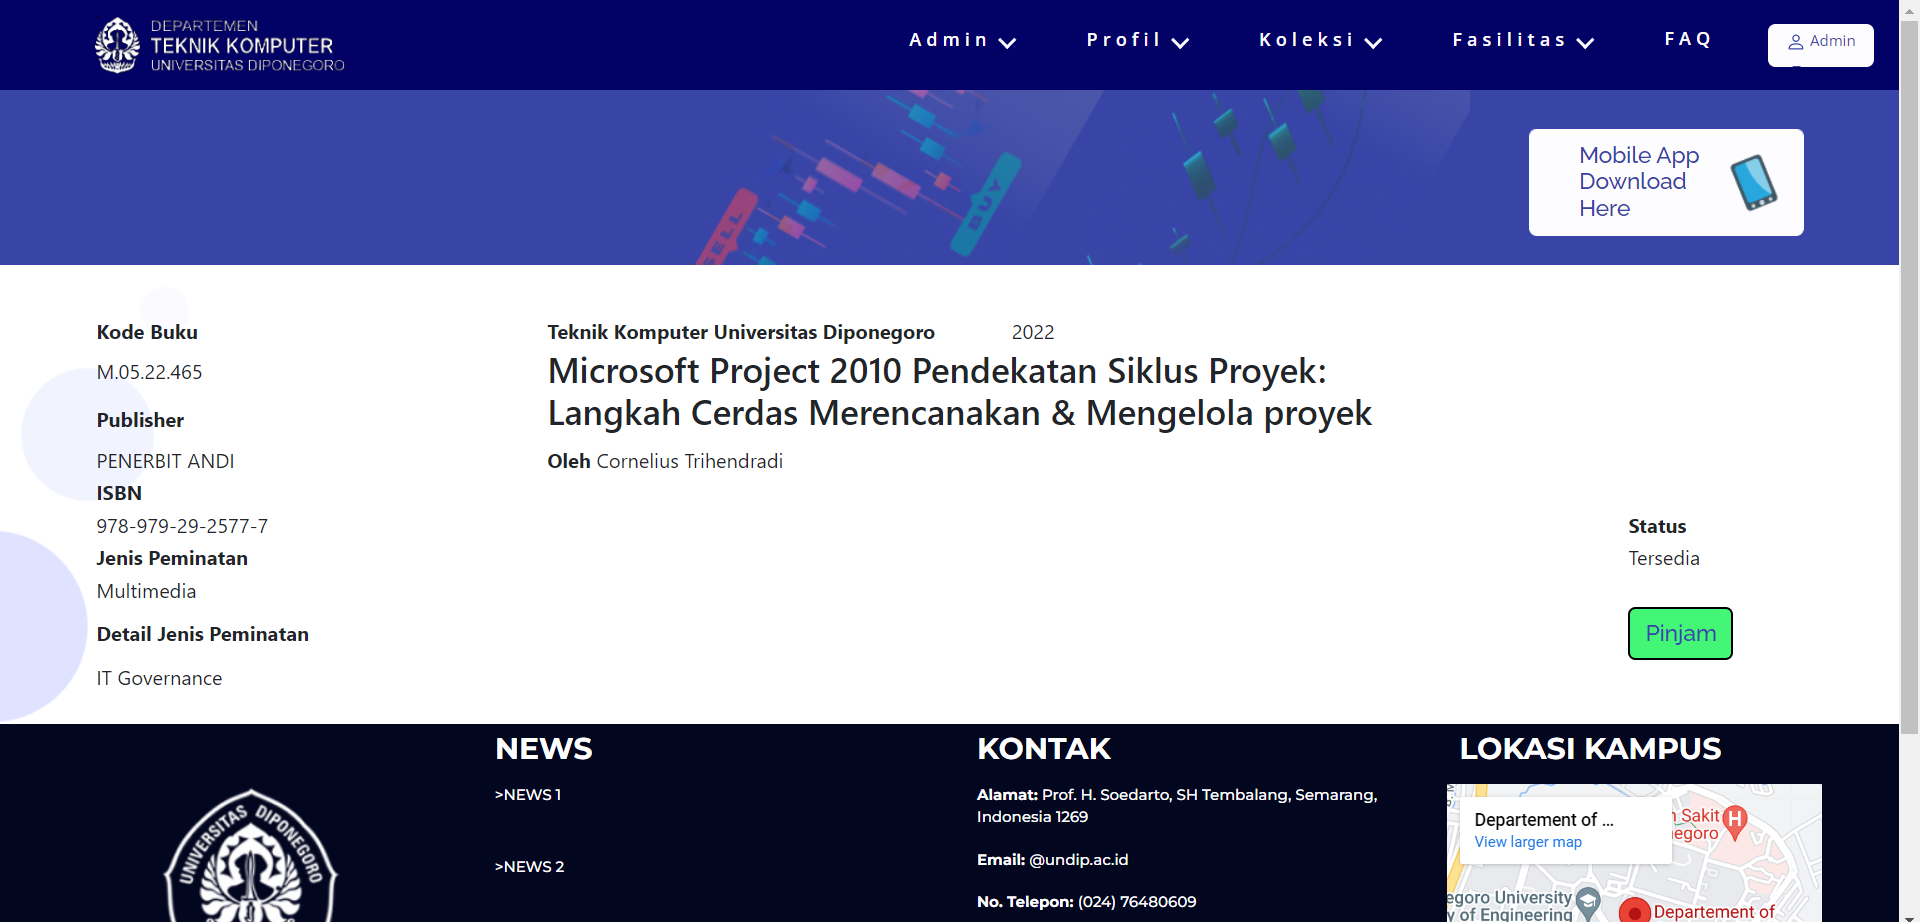 DEPARTEMEN
TEKNIK KOMPUTER
UNIVERSITAS DIPONEGORO
Admin
Profil
Koleksi
Fasilitas
FAQ
Admin
SELL
BUY
Mobile App
Download
Here
Kode Buku
M.05.22.465
Publisher
PENERBIT ANDI
ISBN
978-979-29-2577-7
Jenis Peminatan
Multimedia
Detail Jenis Peminatan
IT Governance
Teknik Komputer Universitas Diponegoro 2022
Microsoft Project 2010 Pendekatan Siklus Proyek:
Langkah Cerdas Merencanakan & Mengelola proyek
Oleh Cornelius Trihendradi
Status
Tersedia
Pinjam
UNIVERSITAS DIPONEGORO
NEWS
>NEWS 1
>NEWS 2
KONTAK
Alamat: Prof. H. Soedarto, SH Tembalang, Semarang,
Indonesia 1269
Email: @undip.ac.id
No. Telepon: (024) 76480609
LOKASI KAMPUS
Departement of ...
View larger map
n Sakit
negoro
H
egoro University
y of Engineering
Departement of